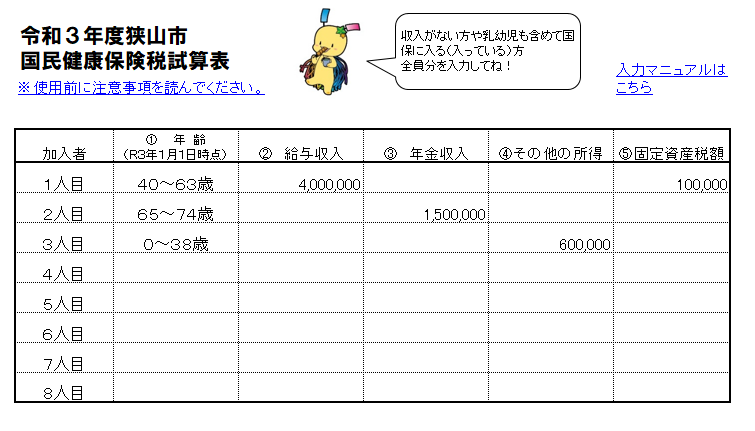 令和３年度狭山市
国民健康保険税試算表
※使用前に注意事項を読んでください。
収入がない方や乳幼児も含めて国
保に入る（入っている）方
全員分を入力してね！
入力マニュアルは
こちら
加入者 ① 年 齢 ② 給与収入 ③ 年金収入 ④その他の所得 ⑤固定資産税額
（R3年1月1日時点）
１人目 ４０～６３歳 4,000,000 100,000
２人目 ６５～７４歳 1,500,000
３人目 ０～３８歳 600,000
４人目
５人目
６人目
７人目
８人目